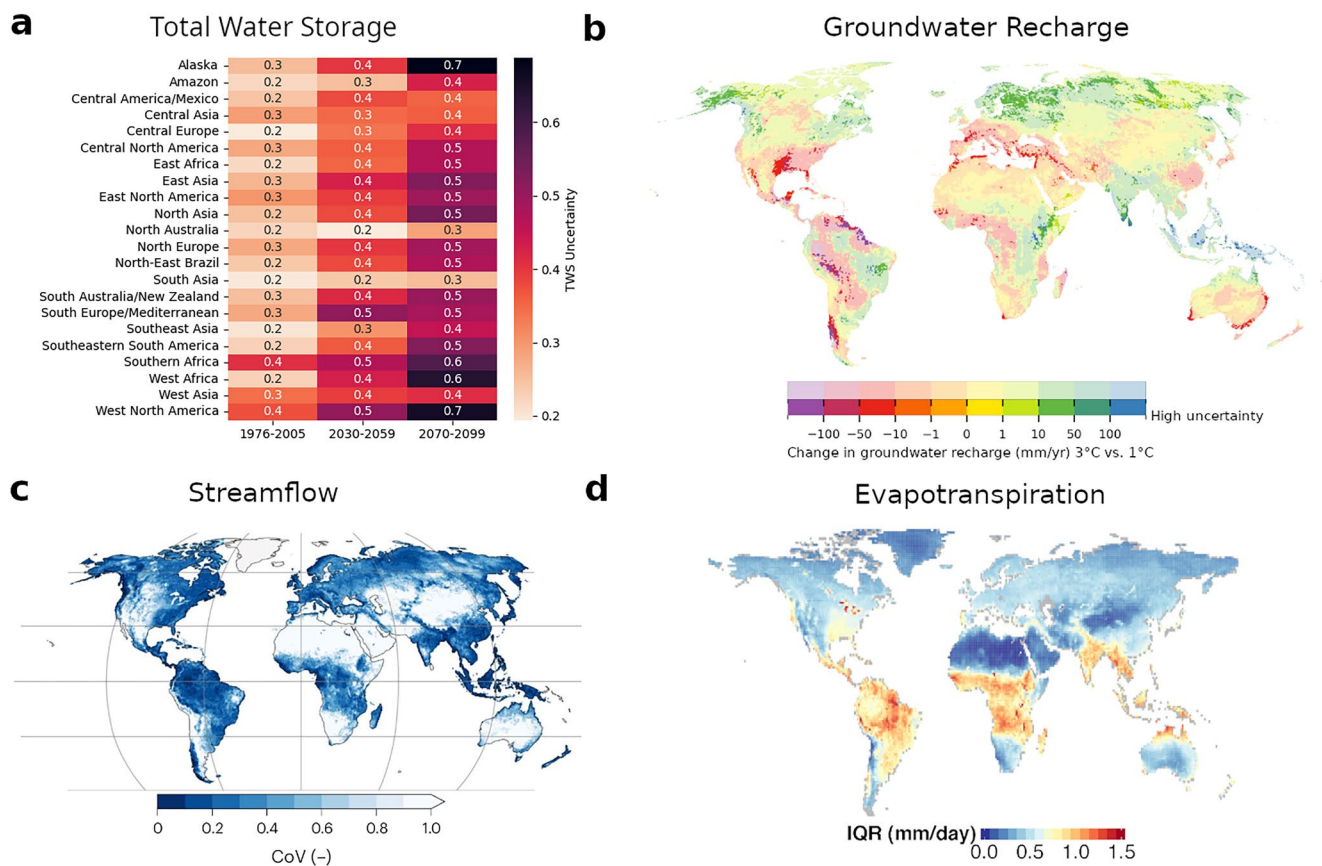 a
Total Water Storage
Alaska 0.3 0.4 0.7
Amazon 0.2 0.3 0.4
Central America/Mexico 0.2 0.4 0.4
Central Asia 0.3 0.3 0.4
Central Europe 0.2 0.3 0.4
Central North America 0.3 0.4 0.5
East Africa 0.2 0.4 0.5
East Asia 0.3 0.4 0.5
East North America 0.3 0.4 0.5
North Asia 0.2 0.4 0.5
North Australia 0.2 0.2 0.3
North Europe 0.3 0.4 0.5
North-East Brazil 0.2 0.4 0.5
South Asia 0.2 0.2 0.3
South Australia/New Zealand 0.3 0.4 0.5
South Europe/Mediterranean 0.3 0.5 0.5
Southeast Asia 0.2 0.3 0.4
Southeastern South America 0.2 0.4 0.5
Southern Africa 0.4 0.5 0.6
West Africa 0.2 0.4 0.6
West Asia 0.3 0.4 0.4
West North America 0.4 0.5 0.7
1976-2005 2030-2059 2070-2099
0.6
0.5
0.4
0.3
0.2
TWS Uncertainty
b
Groundwater Recharge
High uncertainty
−100 −50 −10 −1 0 1 10 50 100
Change in groundwater recharge (mm/yr) 3°C vs. 1°C
c
Streamflow
0 0.2 0.4 0.6 0.8 1.0
CoV (–)
d
Evapotranspiration
IQR (mm/day)
0.0 0.5 1.0 1.5